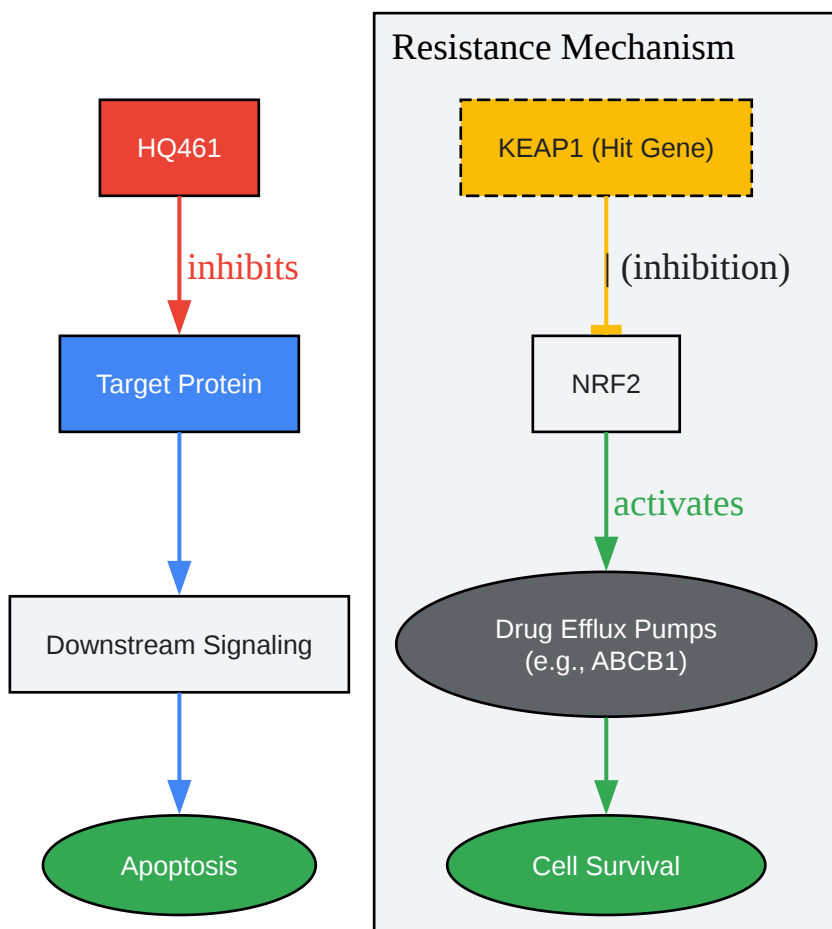 Resistance Mechanism
HQ461
KEAP1 (Hit Gene)
inhibits
| (inhibition)
Target Protein
NRF2
activates
Downstream Signaling
Drug Efflux Pumps
(e.g., ABCB1)
Apoptosis
Cell Survival